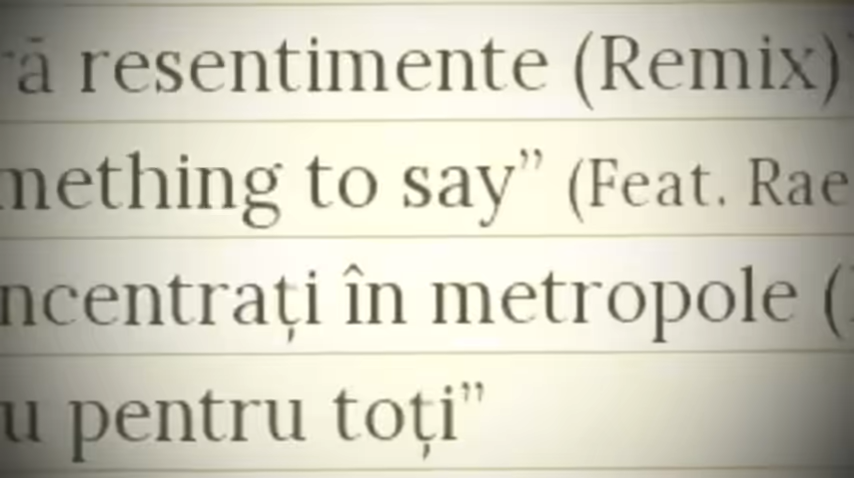 ră resentimente (Remix)”
mething to say” (Feat. Rae
ncentrați în metropole (
u pentru toți”